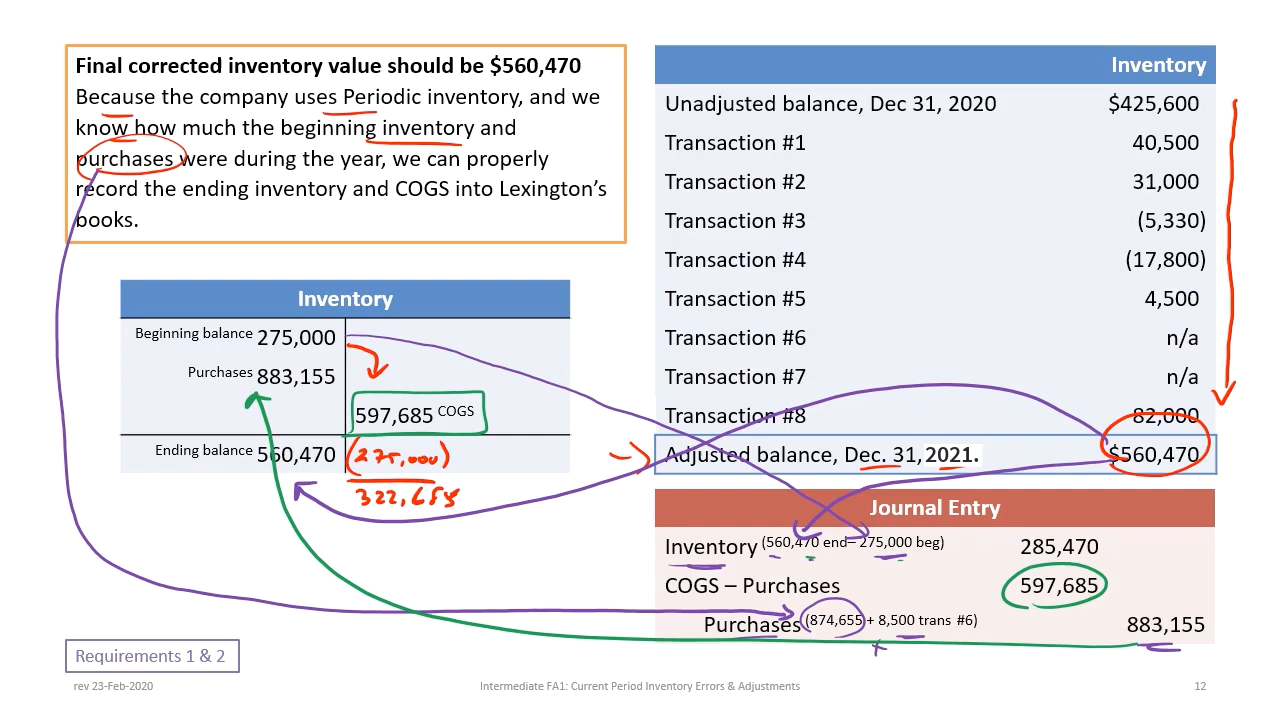 Final corrected inventory value should be $560,470
Because the company uses Periodic inventory, and we
know how much the beginning inventory and
purchases were during the year, we can properly
record the ending inventory and COGS into Lexington's
books.
Inventory
Beginning balance 275,000
Purchases 883,155
597,685 COGS
Ending balance 560,470 (275,000)
322,685
Inventory
Unadjusted balance, Dec 31, 2020 $425,600
Transaction #1 40,500
Transaction #2 31,000
Transaction #3 (5,330)
Transaction #4 (17,800)
Transaction #5 4,500
Transaction #6 n/a
Transaction #7 n/a
Transaction #8 82,000
Adjusted balance, Dec. 31, 2021. $560,470
Journal Entry
Inventory (560,470 end– 275,000 beg) 285,470
COGS – Purchases 597,685
Purchases (874,655 + 8,500 trans #6) 883,155
+
Requirements 1 & 2
rev 23-Feb-2020
Intermediate FA1: Current Period Inventory Errors & Adjustments
12